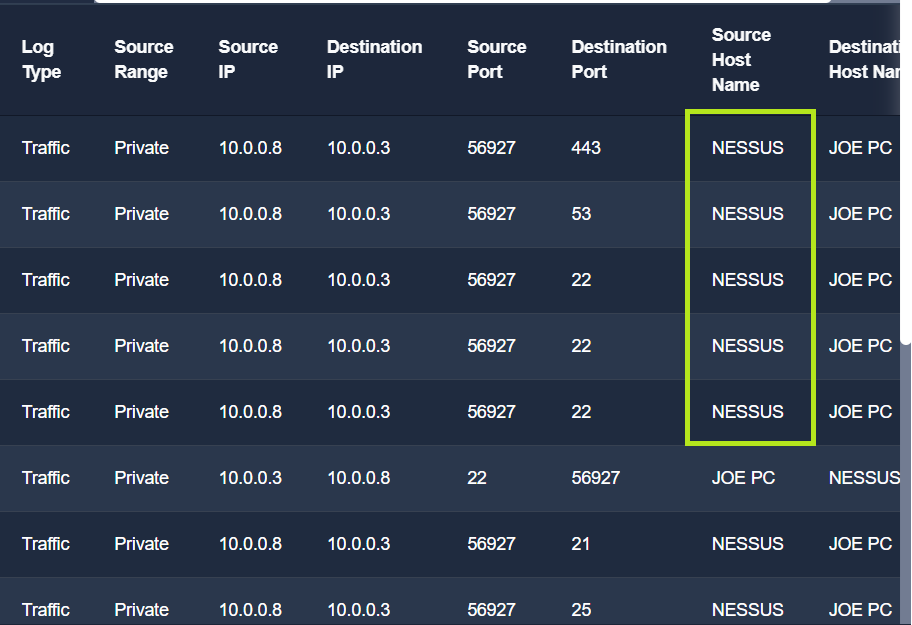 Log Type Source Range Source IP Destination IP Source Port Destination Port Source Host Name Destinati Host Nar
Traffic Private 10.0.0.8 10.0.0.3 56927 443 NESSUS JOE PC
Traffic Private 10.0.0.8 10.0.0.3 56927 53 NESSUS JOE PC
Traffic Private 10.0.0.8 10.0.0.3 56927 22 NESSUS JOE PC
Traffic Private 10.0.0.8 10.0.0.3 56927 22 NESSUS JOE PC
Traffic Private 10.0.0.8 10.0.0.3 56927 22 NESSUS JOE PC
Traffic Private 10.0.0.3 10.0.0.8 22 56927 JOE PC NESSUS
Traffic Private 10.0.0.8 10.0.0.3 56927 21 NESSUS JOE PC
Traffic Private 10.0.0.8 10.0.0.3 56927 25 NESSUS JOE PC